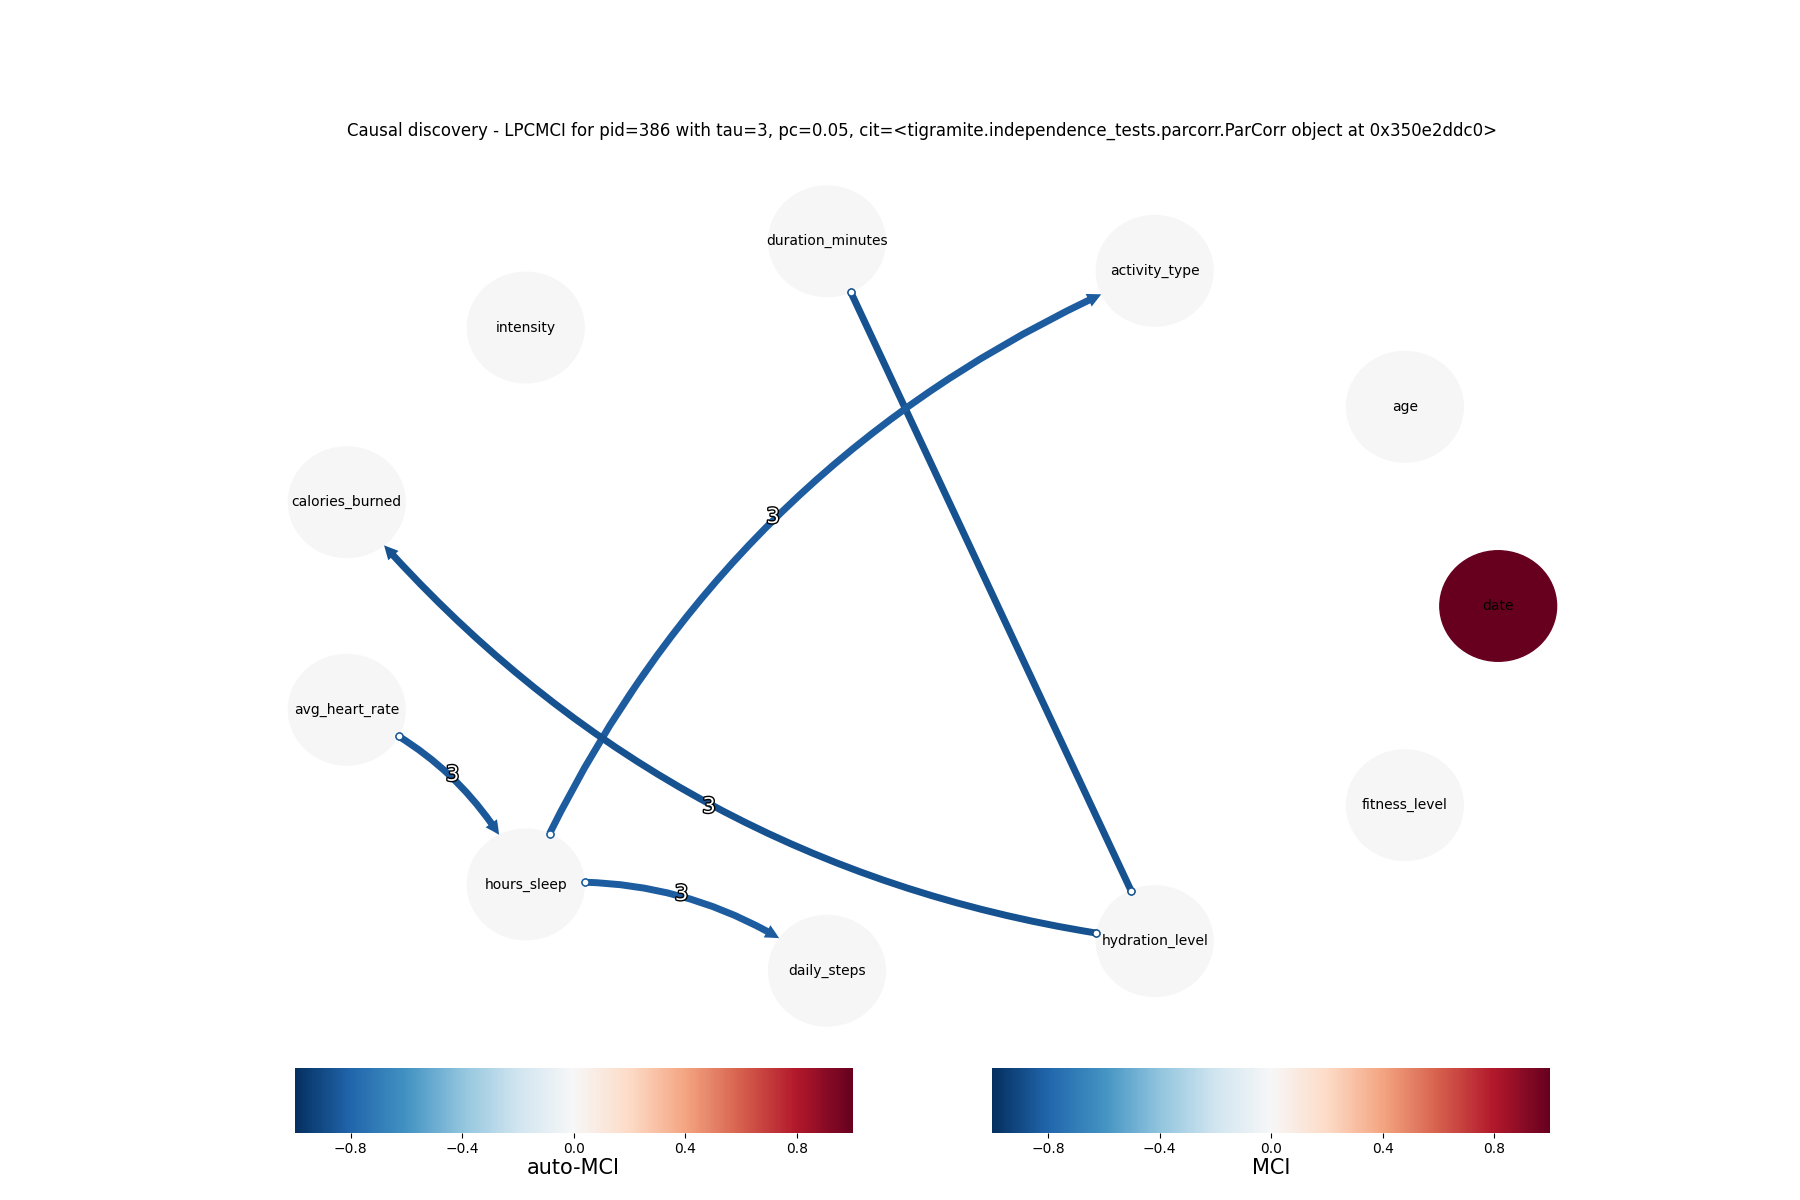 Causal discovery - LPCMCI for pid=386 with tau=3, pc=0.05, cit=<tigramite.independence_tests.parcorr.ParCorr object at 0x350e2ddc0>
duration_minutes
activity_type
intensity
age
calories_burned
3
date
avg_heart_rate
3
3
fitness_level
hours_sleep
3
hydration_level
daily_steps
−0.8 −0.4 0.0 0.4 0.8
auto-MCI
−0.8 −0.4 0.0 0.4 0.8
MCI